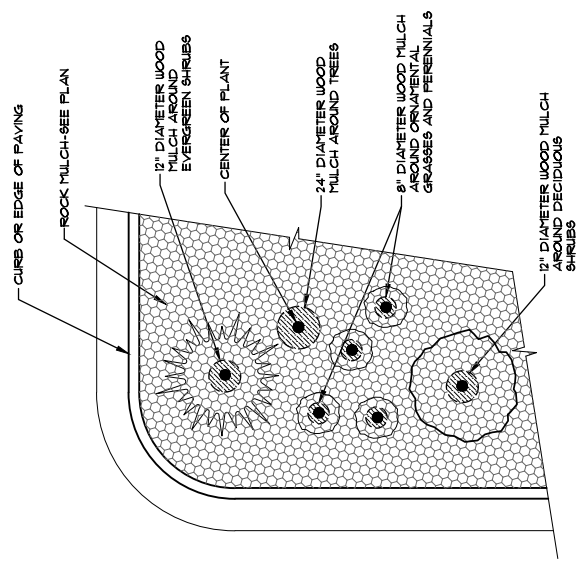 CURB OR EDGE OF PAVING
ROCK MULCH-SEE PLAN
12" DIAMETER WOOD
MULCH AROUND
EVERGREEN SHRUBS
CENTER OF PLANT
24" DIAMETER WOOD
MULCH AROUND TREES
8" DIAMETER WOOD MULCH
AROUND ORNAMENTAL
GRASSES AND PERENNIALS
12" DIAMETER WOOD MULCH
AROUND DECIDUOUS
SHRUBS